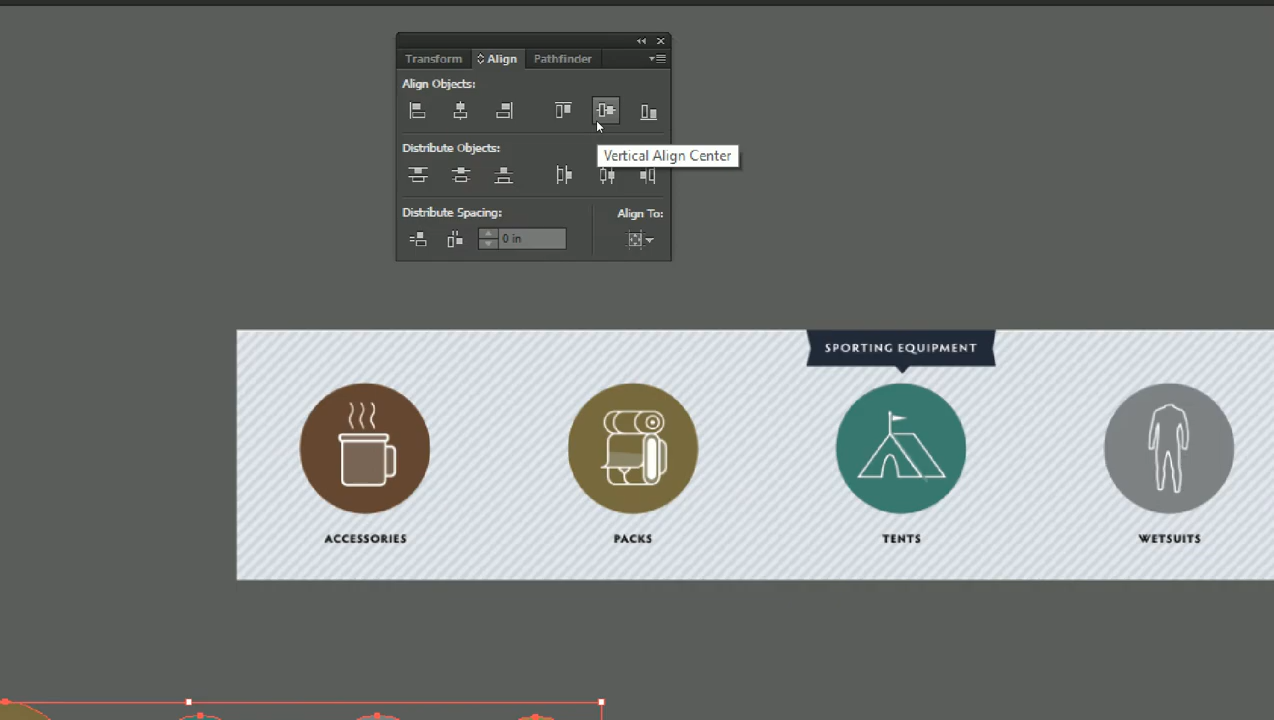 Transform Align Pathfinder
Align Objects:
Distribute Objects:
Vertical Align Center
Distribute Spacing: Align To:
0 in
SPORTING EQUIPMENT
ACCESSORIES PACKS TENTS WETSUITS